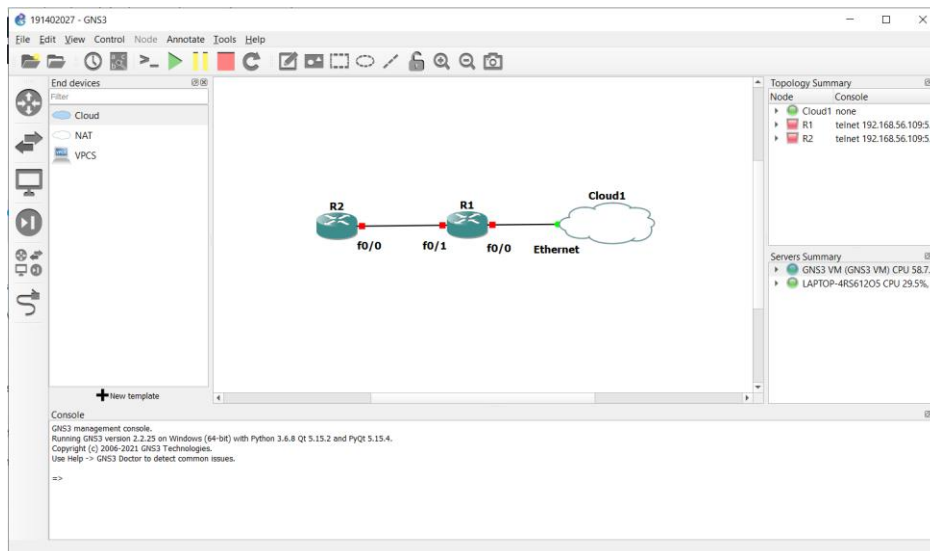 191402027 - GNS3
File Edit View Control Node Annotate Tools Help
End devices
Filter
Cloud
NAT
VPCS
New template
R2
R1
Cloud1
f0/0
f0/1
f0/0
Ethernet
Topology Summary
Node Console
Cloud1 none
R1 telnet 192.168.56.109:5
R2 telnet 192.168.56.109:5
Servers Summary
GNS3 VM (GNS3 VM) CPU 58.7
LAPTOP-4RS612O5 CPU 29.5%,
Console
GNS3 management console.
Running GNS3 version 2.2.25 on Windows (64-bit) with Python 3.6.8 Qt 5.15.2 and PyQt 5.15.4.
Copyright (c) 2006-2021 GNS3 Technologies.
Use Help -> GNS3 Doctor to detect common issues.
=>